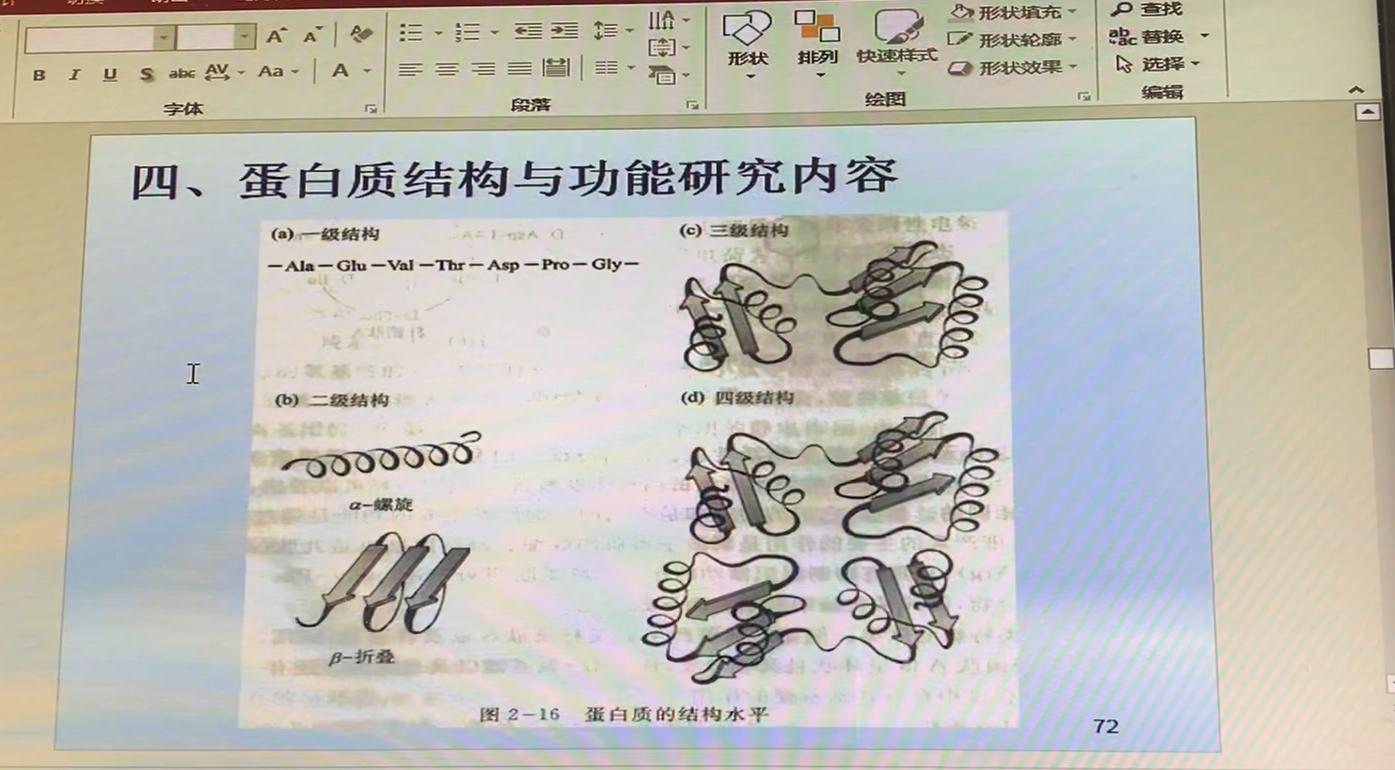 形状填充
查找
形状轮廓
替换
形状
排列
快速样式
形状效果
选择
B I U S abc AV Aa A
字体
段落
绘图
编辑
四、蛋白质结构与功能研究内容
(a) 一级结构
－Ala－Glu－Val－Thr－Asp－Pro－Gly－
(c) 三级结构
(b) 二级结构
α-螺旋
β-折叠
(d) 四级结构
图 2-16 蛋白质的结构水平
72